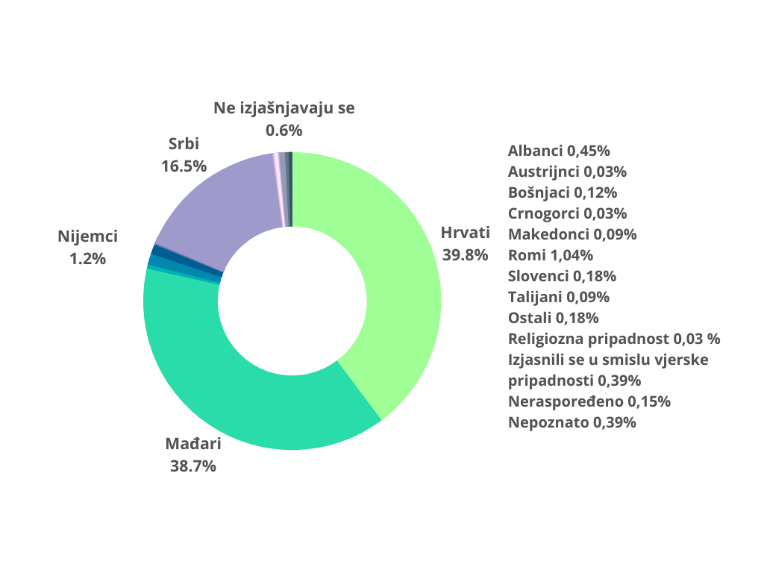 Ne izjašnjavaju se
0.6%
Srbi
16.5%
Nijemci
1.2%
Hrvati
39.8%
Mađari
38.7%
Albanci 0,45%
Austrijnci 0,03%
Bošnjaci 0,12%
Crnogorci 0,03%
Makedonci 0,09%
Romi 1,04%
Slovenci 0,18%
Talijani 0,09%
Ostali 0,18%
Religiozna pripadnost 0,03 %
Izjasnili se u smislu vjerske
pripadnosti 0,39%
Neraspoređeno 0,15%
Nepoznato 0,39%